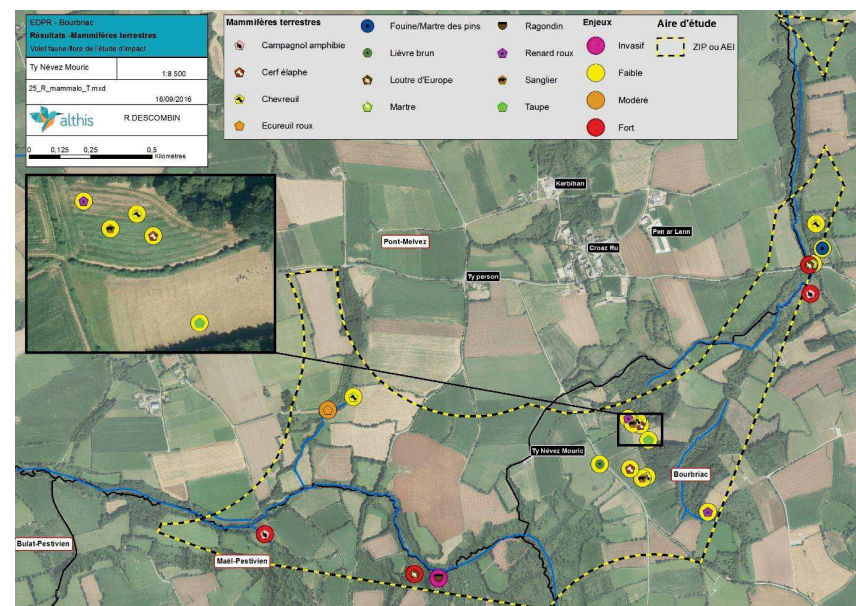 EDPR - Bourbriac
Résultats -Mammifères terrestres
Volet faune-flore de l'étude d'impact
Ty Névez Mouric
1:8 500
25_R_mammalo_T.mxd
16/09/2016
althis
R.DESCOMBIN
0 0,125 0,25 0,5
Kilomètres
Mammifères terrestres
Campagnol amphibie
Cerf élaphe
Chevreuil
Ecureuil roux
Fouine/Martre des pins
Lièvre brun
Loutre d'Europe
Martre
Ragondin
Renard roux
Sanglier
Taupe
Enjeux
Invasif
Faible
Modéré
Fort
Aire d'étude
ZIP ou AEI
Kerbihan
Pen ar Lann
Pont-Melvez
Croaz Ru
Ty person
Ty Névez Mouric
Bourbriac
Bulat-Pestivien
Maël-Pestivien